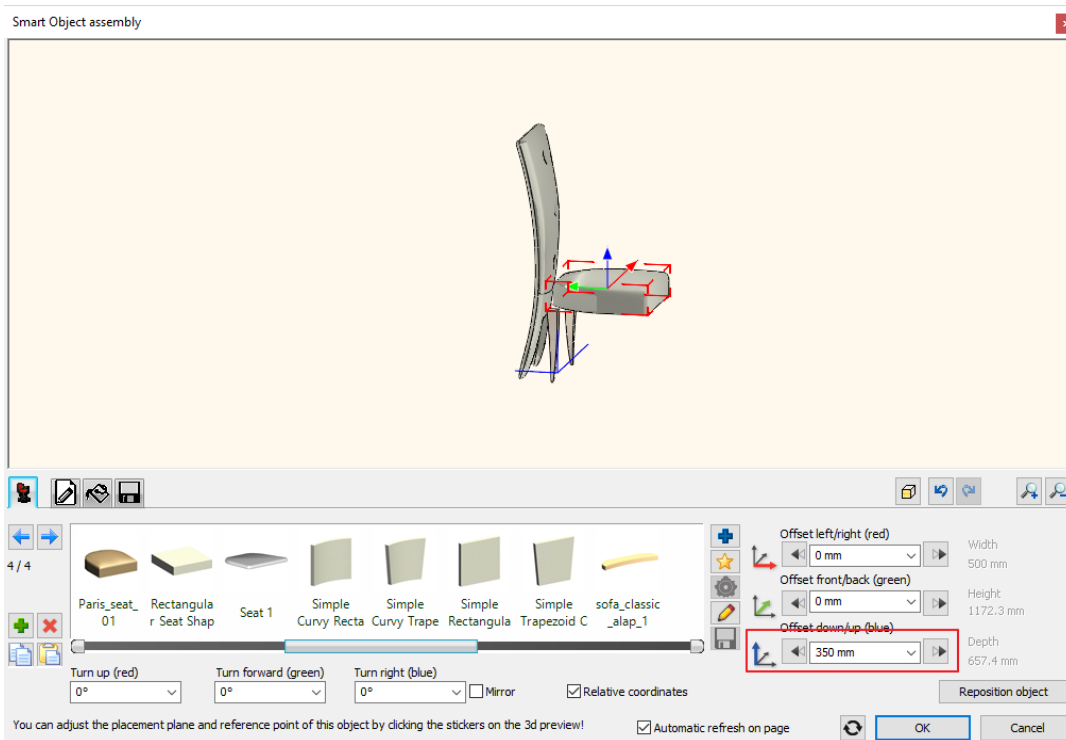 Smart Object assembly
4 / 4
Paris_seat_
01
Rectangula
r Seat Shap
Seat 1
Simple
Curvy Recta
Simple
Curvy Trape
Simple
Rectangula
Simple
Trapezoid C
sofa_classic
_alap_1
Offset left/right (red)
0 mm
Offset front/back (green)
0 mm
Offset down/up (blue)
350 mm
Width
500 mm
Height
1172.3 mm
Depth
657.4 mm
Turn up (red)
0°
Turn forward (green)
0°
Turn right (blue)
0°
Mirror
Relative coordinates
Reposition object
You can adjust the placement plane and reference point of this object by clicking the stickers on the 3d preview!
Automatic refresh on page
OK
Cancel